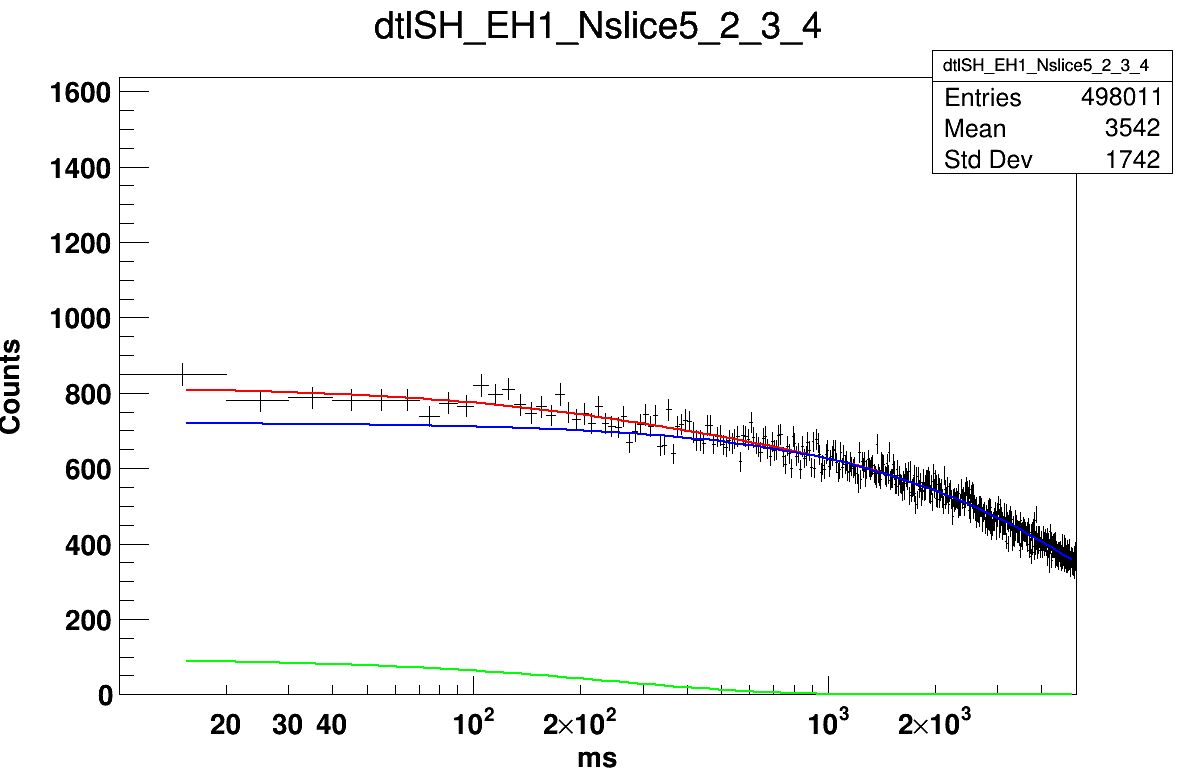 dtlSH_EH1_Nslice5_2_3_4
dtlSH_EH1_Nslice5_2_3_4
Entries 498011
Mean 3542
Std Dev 1742
1600
1400
1200
1000
800
600
400
200
0
Counts
20 30 40 10² 2×10² 10³ 2×10³
ms